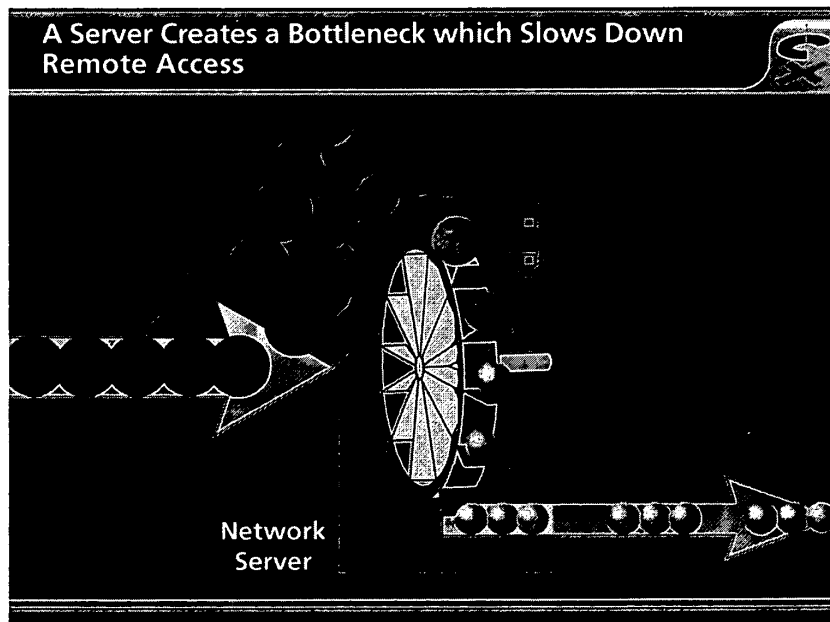 A Server Creates a Bottleneck which Slows Down
Remote Access
Network
Server